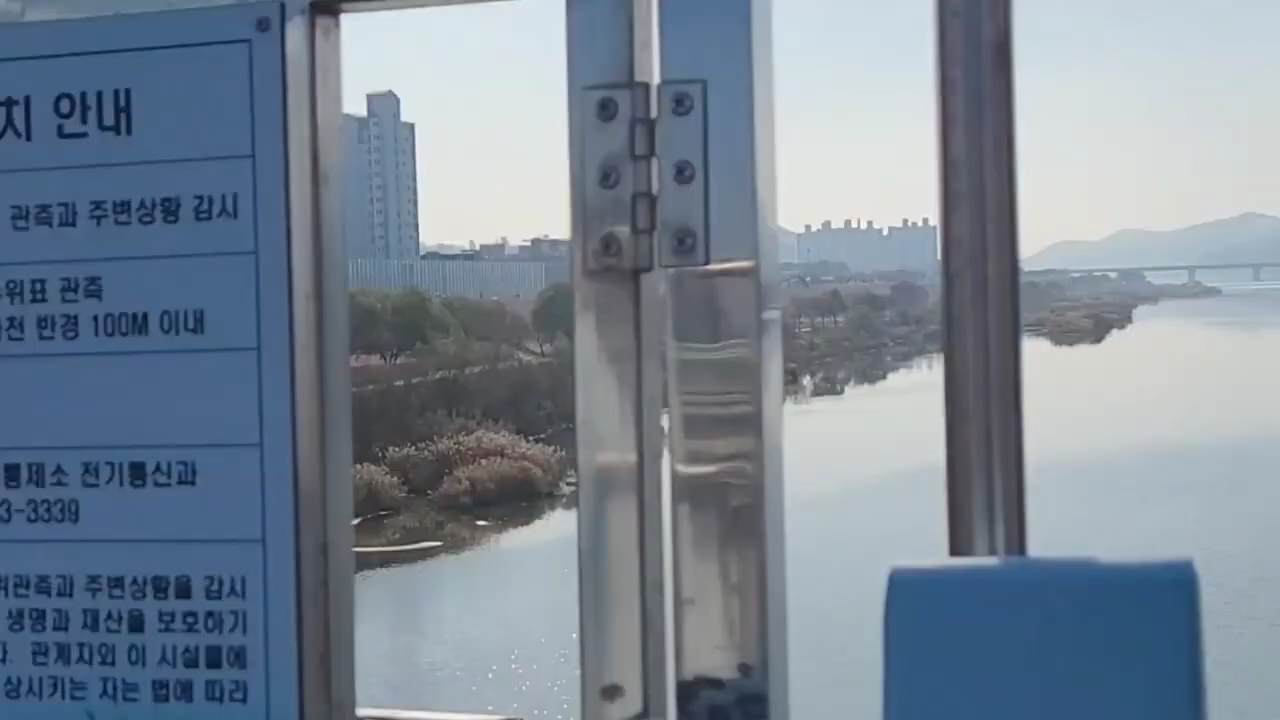 치 안내
관측과 주변상황 감시
위표 관측
천 반경 100M 이내
통제소 전기통신과
3-3339
위관측과 주변상황을 감시
생명과 재산을 보호하기
다. 관계자외 이 시설물에
상시키는 자는 법에 따라